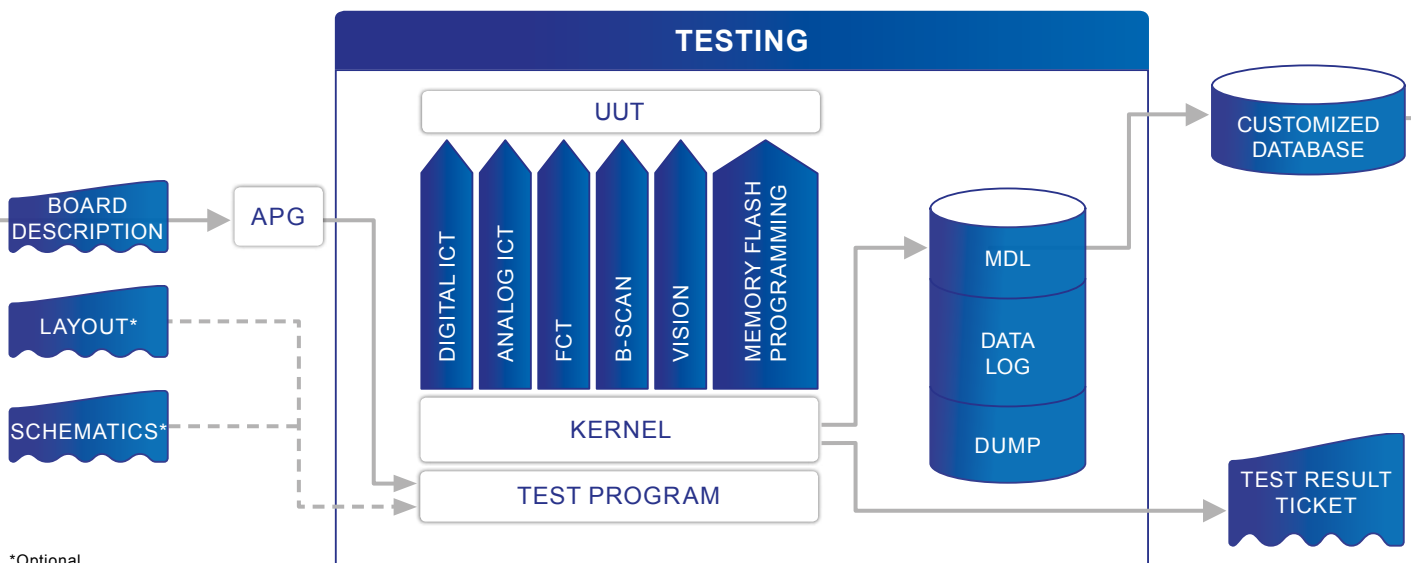 TESTING
UUT
CUSTOMIZED
DATABASE
BOARD
DESCRIPTION
APG
DIGITAL ICT
ANALOG ICT
FCT
B-SCAN
VISION
MEMORY FLASH
PROGRAMMING
MDL
LAYOUT*
DATA
LOG
SCHEMATICS*
KERNEL
DUMP
TEST PROGRAM
TEST RESULT
TICKET
*Optional